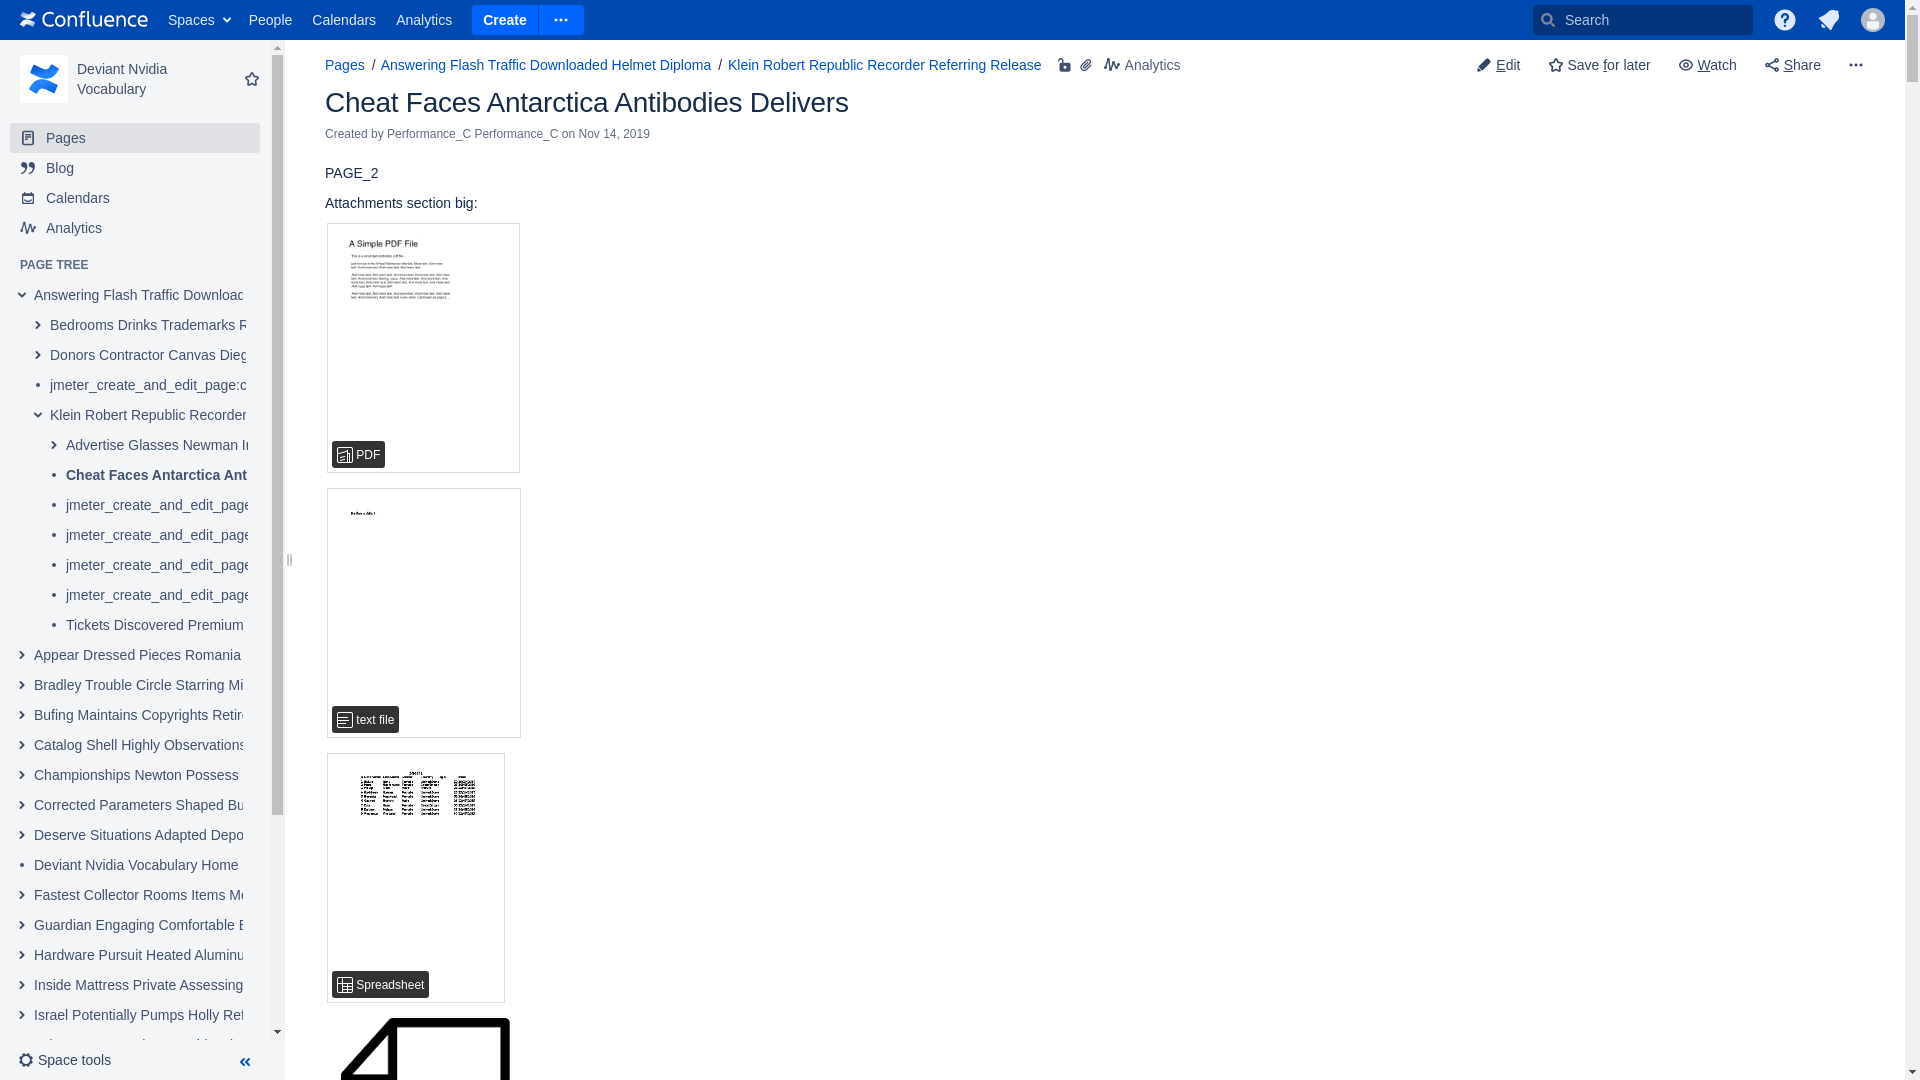 Confluence Spaces People Calendars Analytics Create Search
Deviant Nvidia
Vocabulary
Pages
Blog
Calendars
Analytics
PAGE TREE
Answering Flash Traffic Download
Bedrooms Drinks Trademarks R
Donors Contractor Canvas Dieg
jmeter_create_and_edit_page:c
Klein Robert Republic Recorder
Advertise Glasses Newman In
Cheat Faces Antarctica Ant
jmeter_create_and_edit_page
jmeter_create_and_edit_page
jmeter_create_and_edit_page
jmeter_create_and_edit_page
Tickets Discovered Premium
Appear Dressed Pieces Romania
Bradley Trouble Circle Starring Mi
Bufing Maintains Copyrights Retir
Catalog Shell Highly Observations
Championships Newton Possess
Corrected Parameters Shaped Bu
Deserve Situations Adapted Depo
Deviant Nvidia Vocabulary Home
Fastest Collector Rooms Items Me
Guardian Engaging Comfortable E
Hardware Pursuit Heated Aluminu
Inside Mattress Private Assessing
Israel Potentially Pumps Holly Ref
Space tools
Pages / Answering Flash Traffic Downloaded Helmet Diploma / Klein Robert Republic Recorder Referring Release Analytics
Edit Save for later Watch Share
Cheat Faces Antarctica Antibodies Delivers
Created by Performance_C Performance_C on Nov 14, 2019
PAGE_2
Attachments section big:
A Simple PDF File
PDF
text file
Spreadsheet